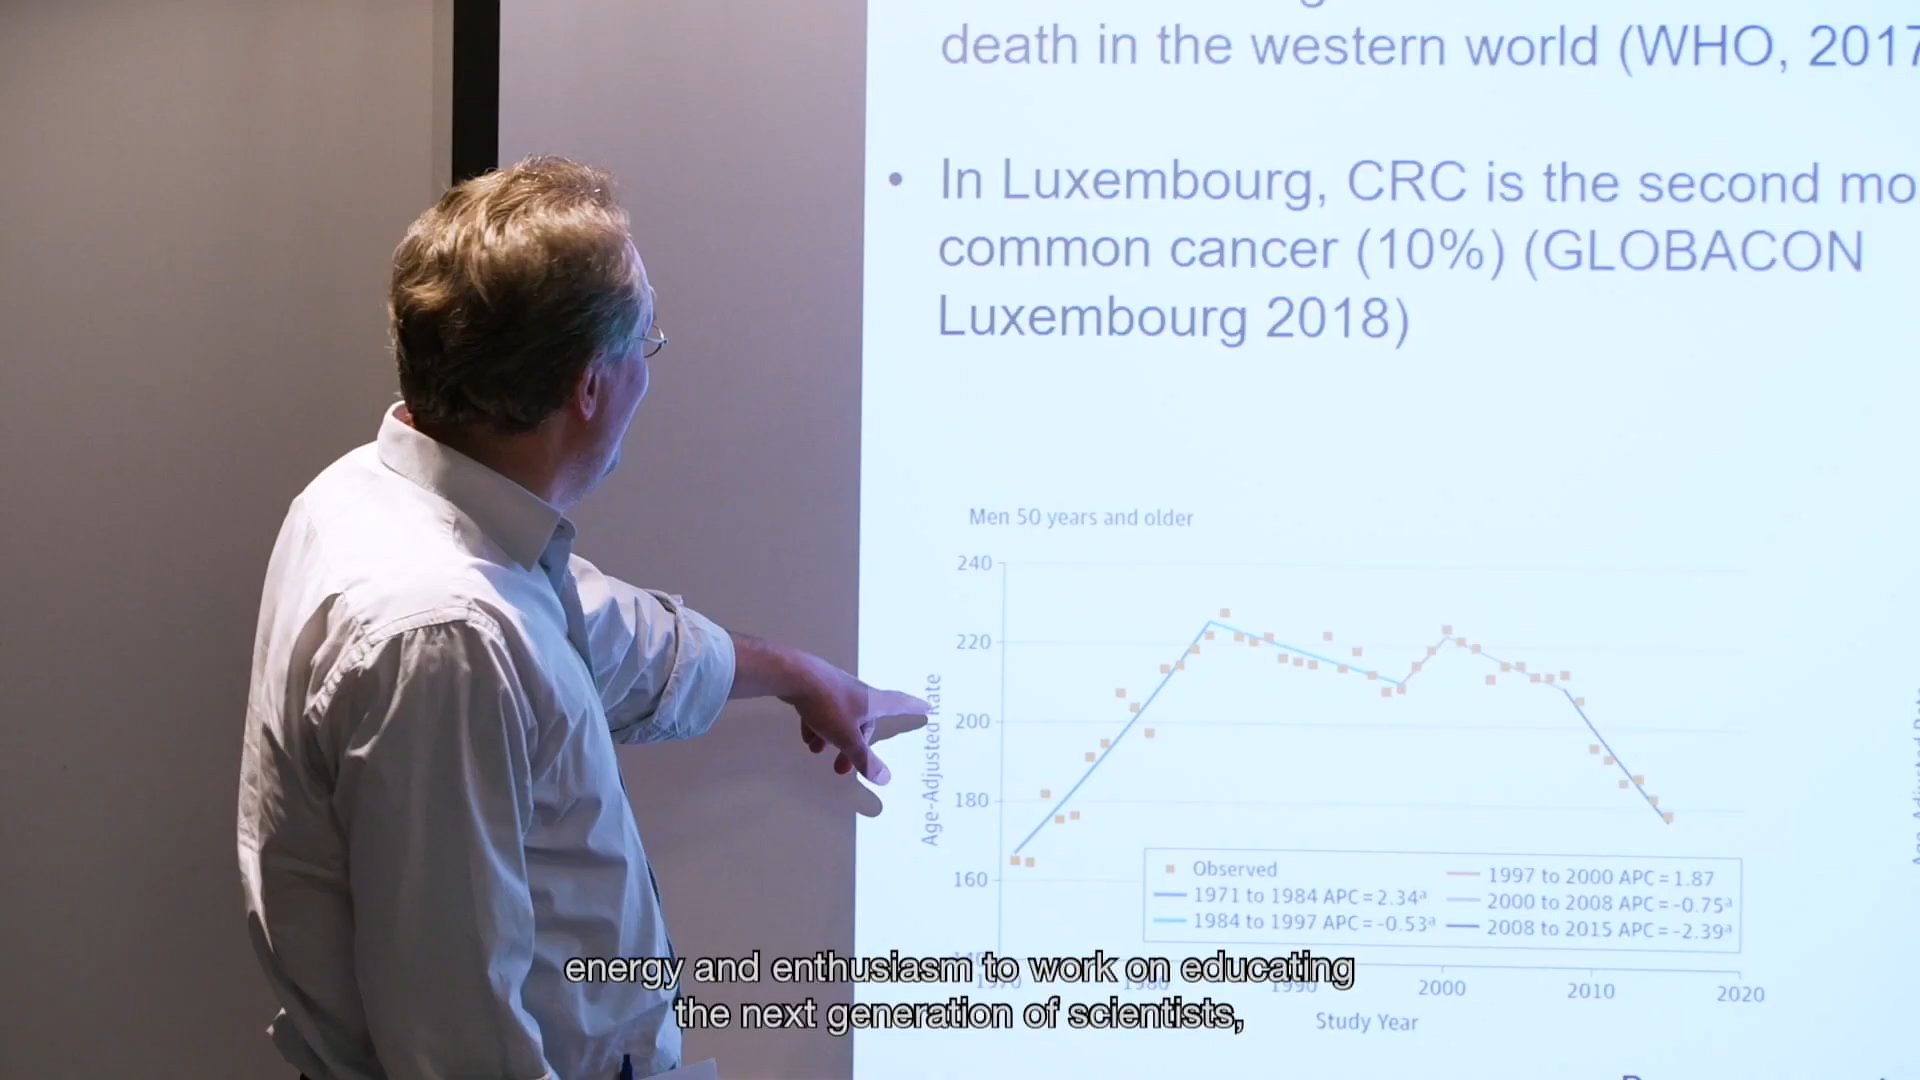 death in the western world (WHO, 2017
• In Luxembourg, CRC is the second mo
common cancer (10%) (GLOBACON
Luxembourg 2018)
Men 50 years and older
240
220
200
180
160
Age-Adjusted Rate
Observed
1971 to 1984 APC=2.34ª
1984 to 1997 APC=-0.53ª
1997 to 2000 APC=1.87
2000 to 2008 APC=-0.75ª
2008 to 2015 APC=-2.39ª
1970 1980 1990 2000 2010 2020
Study Year
energy and enthusiasm to work on educating
the next generation of scientists,